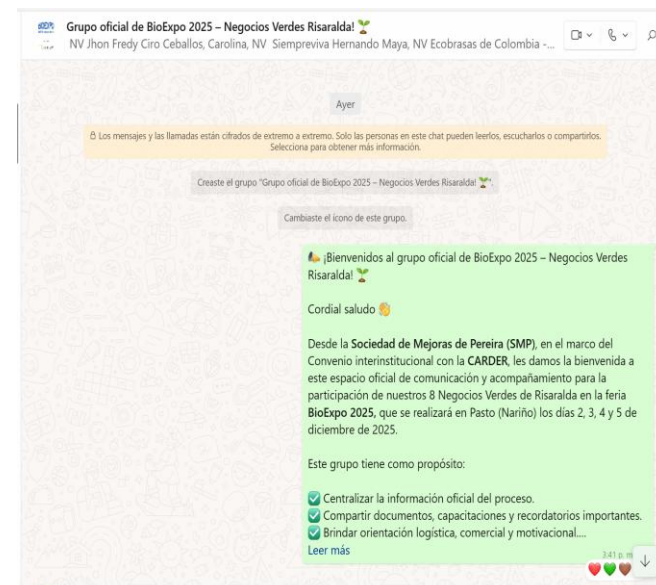 Grupo oficial de BioExpo 2025 – Negocios Verdes Risaralda! 🌱
NV Jhon Fredy Ciro Ceballos, Carolina, NV Siempreviva Hernando Maya, NV Ecobrasas de Colombia -...
Ayer
Los mensajes y las llamadas están cifrados de extremo a extremo. Solo las personas en este chat pueden leerlos, escucharlos o compartirlos.
Selecciona para obtener más información.
Creaste el grupo "Grupo oficial de BioExpo 2025 – Negocios Verdes Risaralda! 🌱".
Cambiaste el icono de este grupo.
¡Bienvenidos al grupo oficial de BioExpo 2025 – Negocios Verdes
Risaralda! 🌱
Cordial saludo 👋
Desde la Sociedad de Mejoras de Pereira (SMP), en el marco del
Convenio interinstitucional con la CARDER, les damos la bienvenida a
este espacio oficial de comunicación y acompañamiento para la
participación de nuestros 8 Negocios Verdes de Risaralda en la feria
BioExpo 2025, que se realizará en Pasto (Nariño) los días 2, 3, 4 y 5 de
diciembre de 2025.
Este grupo tiene como propósito:
✅ Centralizar la información oficial del proceso.
✅ Compartir documentos, capacitaciones y recordatorios importantes.
✅ Brindar orientación logística, comercial y motivacional....
Leer más
3:41 p. m.